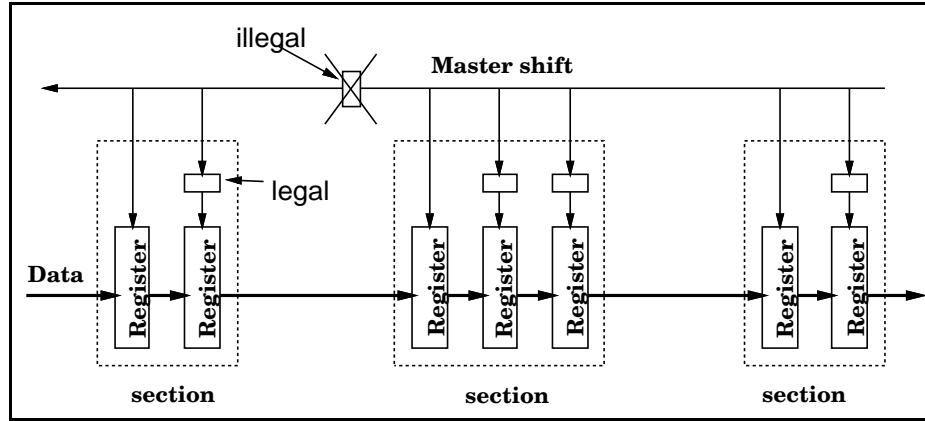 illegal
Master shift
legal
Data
Register
Register
Register
Register
Register
Register
Register
section
section
section